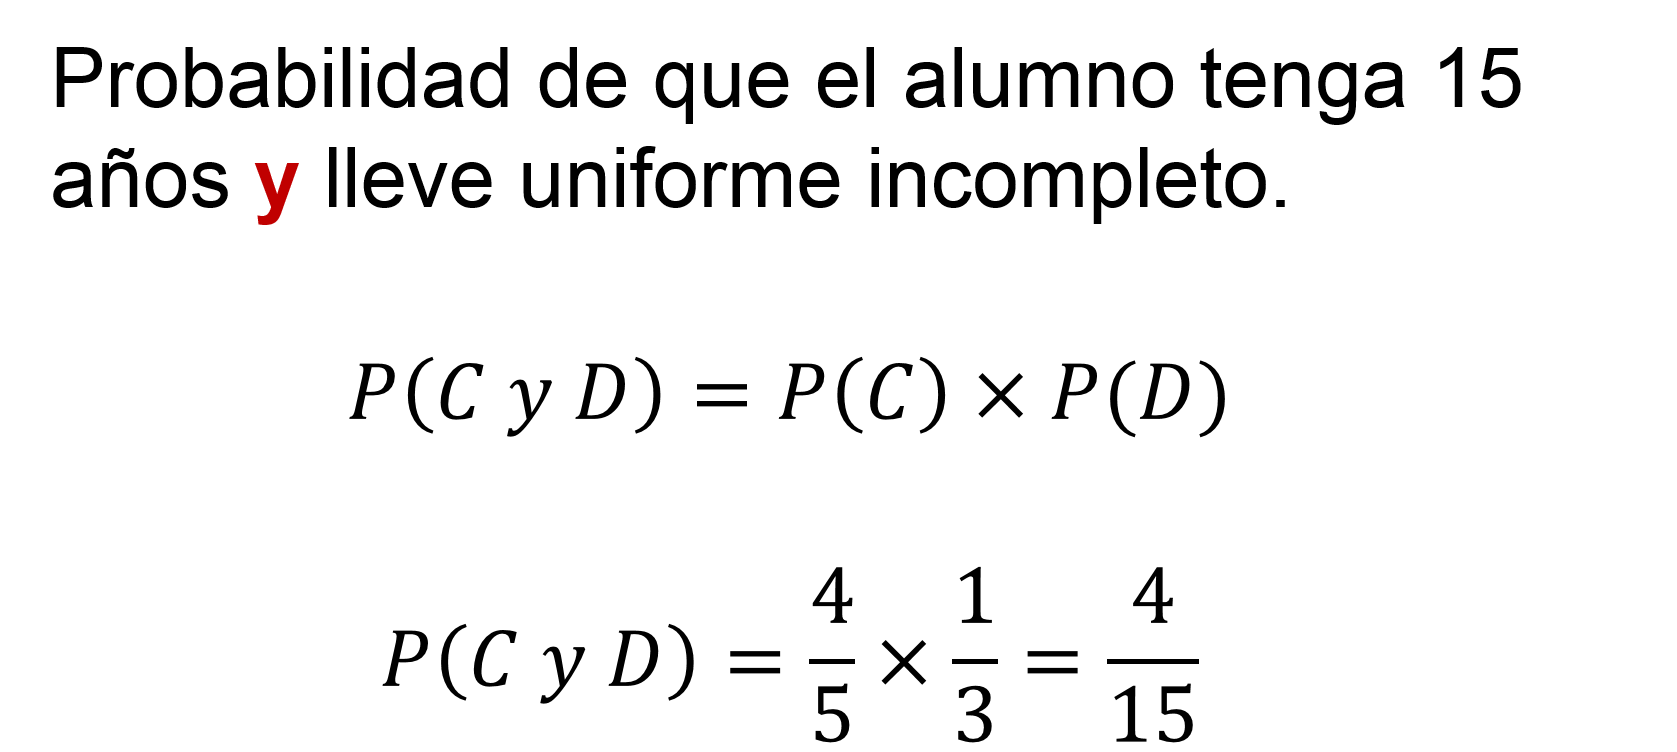 Probabilidad de que el alumno tenga 15
años y lleve uniforme incompleto.
P(C y D) = P(C) × P(D)
P(C y D) = 4/5 × 1/3 = 4/15